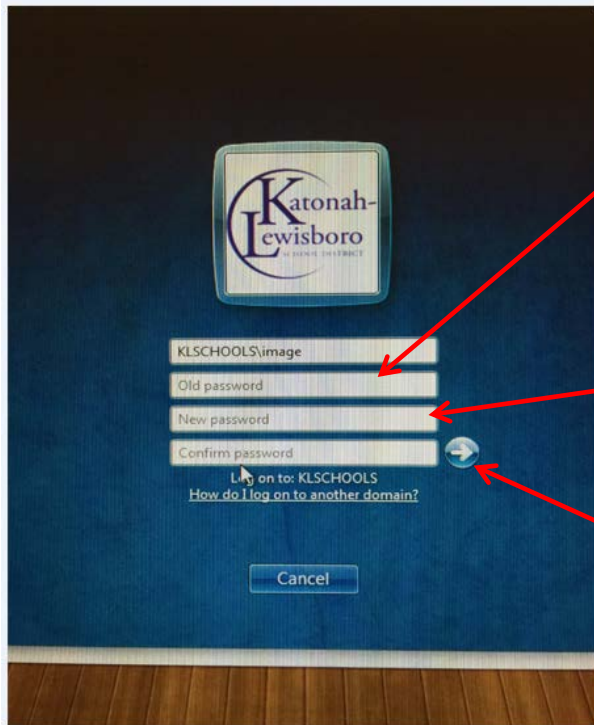 Katonah-
Lewisboro
SCHOOL DISTRICT
KLSCHOOLS\image
Old password
New password
Confirm password
Log on to: KLSCHOOLS
How do I log on to another domain?
Cancel